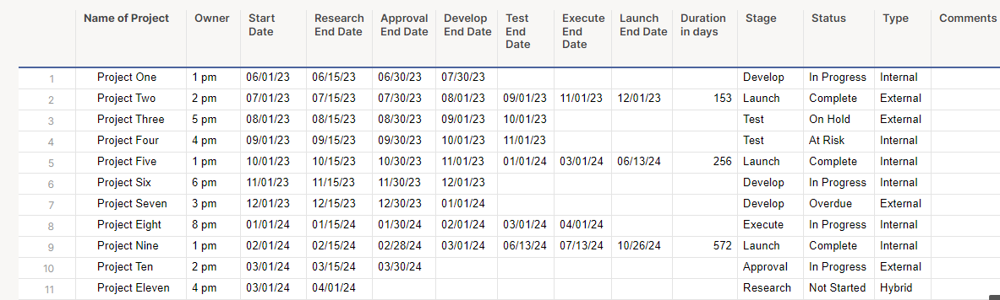 Name of Project Owner Start Date Research End Date Approval End Date Develop End Date Test End Date Execute End Date Launch End Date Duration in days Stage Status Type Comments
1 Project One 1 pm 06/01/23 06/15/23 06/30/23 07/30/23 Develop In Progress Internal
2 Project Two 2 pm 07/01/23 07/15/23 07/30/23 08/01/23 09/01/23 11/01/23 12/01/23 153 Launch Complete External
3 Project Three 5 pm 08/01/23 08/15/23 08/30/23 09/01/23 10/01/23 Test On Hold External
4 Project Four 4 pm 09/01/23 09/15/23 09/30/23 10/01/23 11/01/23 Test At Risk Internal
5 Project Five 1 pm 10/01/23 10/15/23 10/30/23 11/01/23 01/01/24 03/01/24 06/13/24 256 Launch Complete Internal
6 Project Six 6 pm 11/01/23 11/15/23 11/30/23 12/01/23 Develop In Progress Internal
7 Project Seven 3 pm 12/01/23 12/15/23 12/30/23 01/01/24 Develop Overdue External
8 Project Eight 8 pm 01/01/24 01/15/24 01/30/24 02/01/24 03/01/24 04/01/24 Execute In Progress Internal
9 Project Nine 1 pm 02/01/24 02/15/24 02/28/24 03/01/24 06/13/24 07/13/24 10/26/24 572 Launch Complete Internal
10 Project Ten 2 pm 03/01/24 03/15/24 03/30/24 Approval In Progress External
11 Project Eleven 4 pm 03/01/24 04/01/24 Research Not Started Hybrid